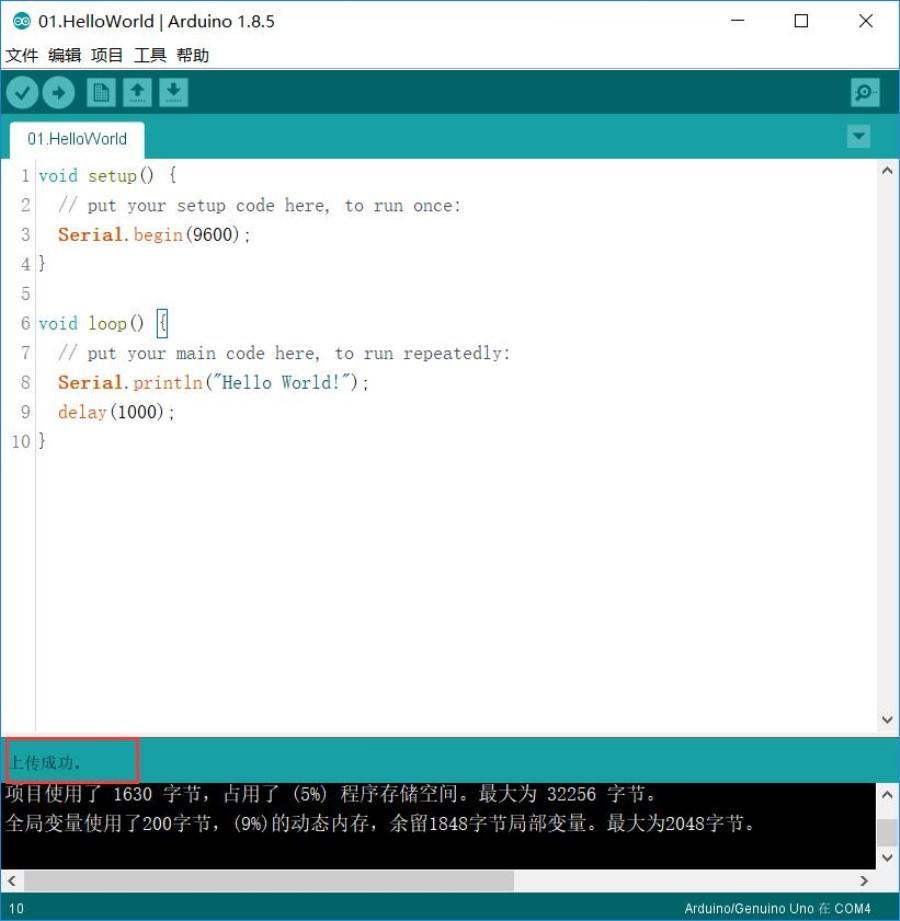 01.HelloWorld | Arduino 1.8.5
文件 编辑 项目 工具 帮助
01.HelloWorld
1 void setup() {
2   // put your setup code here, to run once:
3   Serial.begin(9600);
4 }
5
6 void loop() {
7   // put your main code here, to run repeatedly:
8   Serial.println("Hello World!");
9   delay(1000);
10 }
上传成功。
项目使用了 1630 字节，占用了 (5%) 程序存储空间。最大为 32256 字节。
全局变量使用了200字节，(9%)的动态内存，余留1848字节局部变量。最大为2048字节。
10 Arduino/Genuino Uno 在 COM4